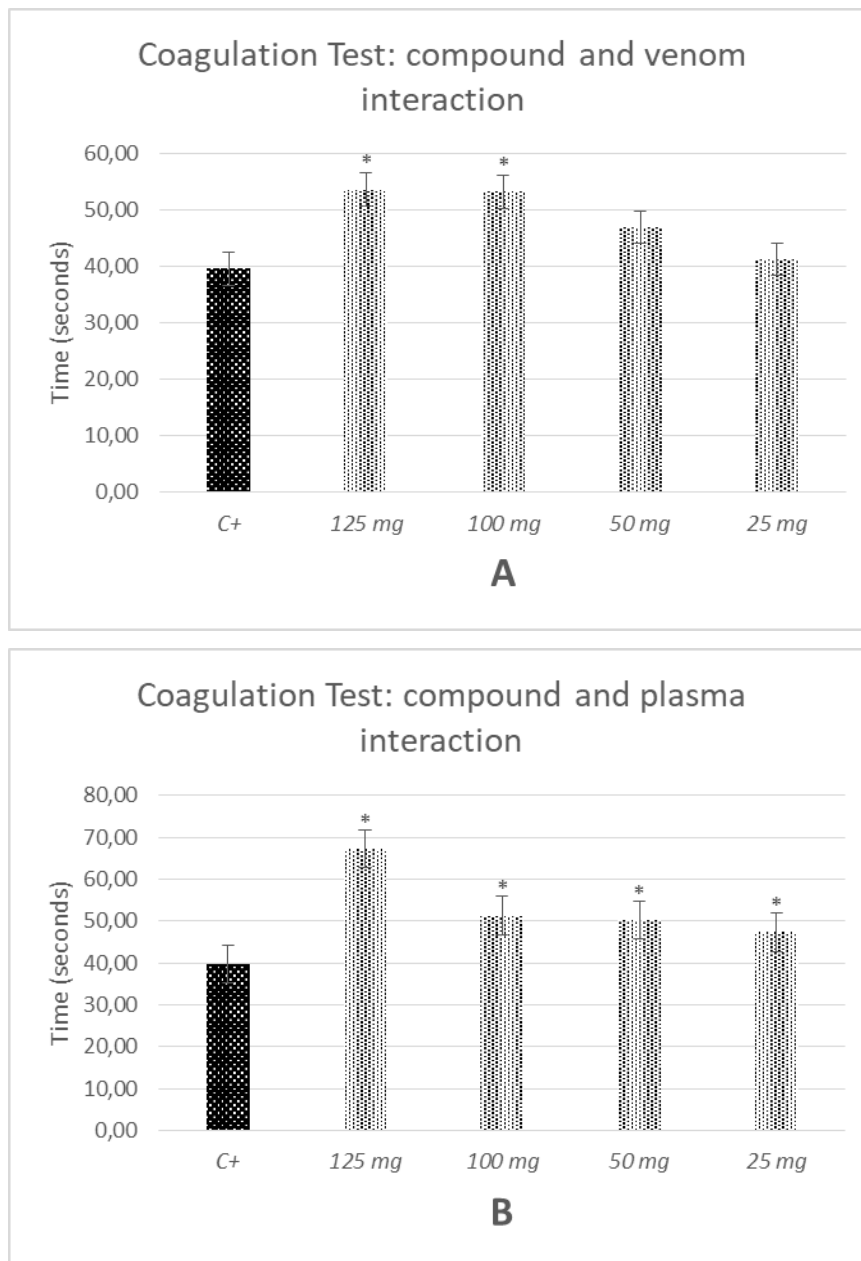 Coagulation Test: compound and venom
interaction
Time (seconds)
60,00
50,00
40,00
30,00
20,00
10,00
0,00
*
*
C+
125 mg
100 mg
50 mg
25 mg
A
Coagulation Test: compound and plasma
interaction
Time (seconds)
80,00
70,00
60,00
50,00
40,00
30,00
20,00
10,00
0,00
*
*
*
*
C+
125 mg
100 mg
50 mg
25 mg
B